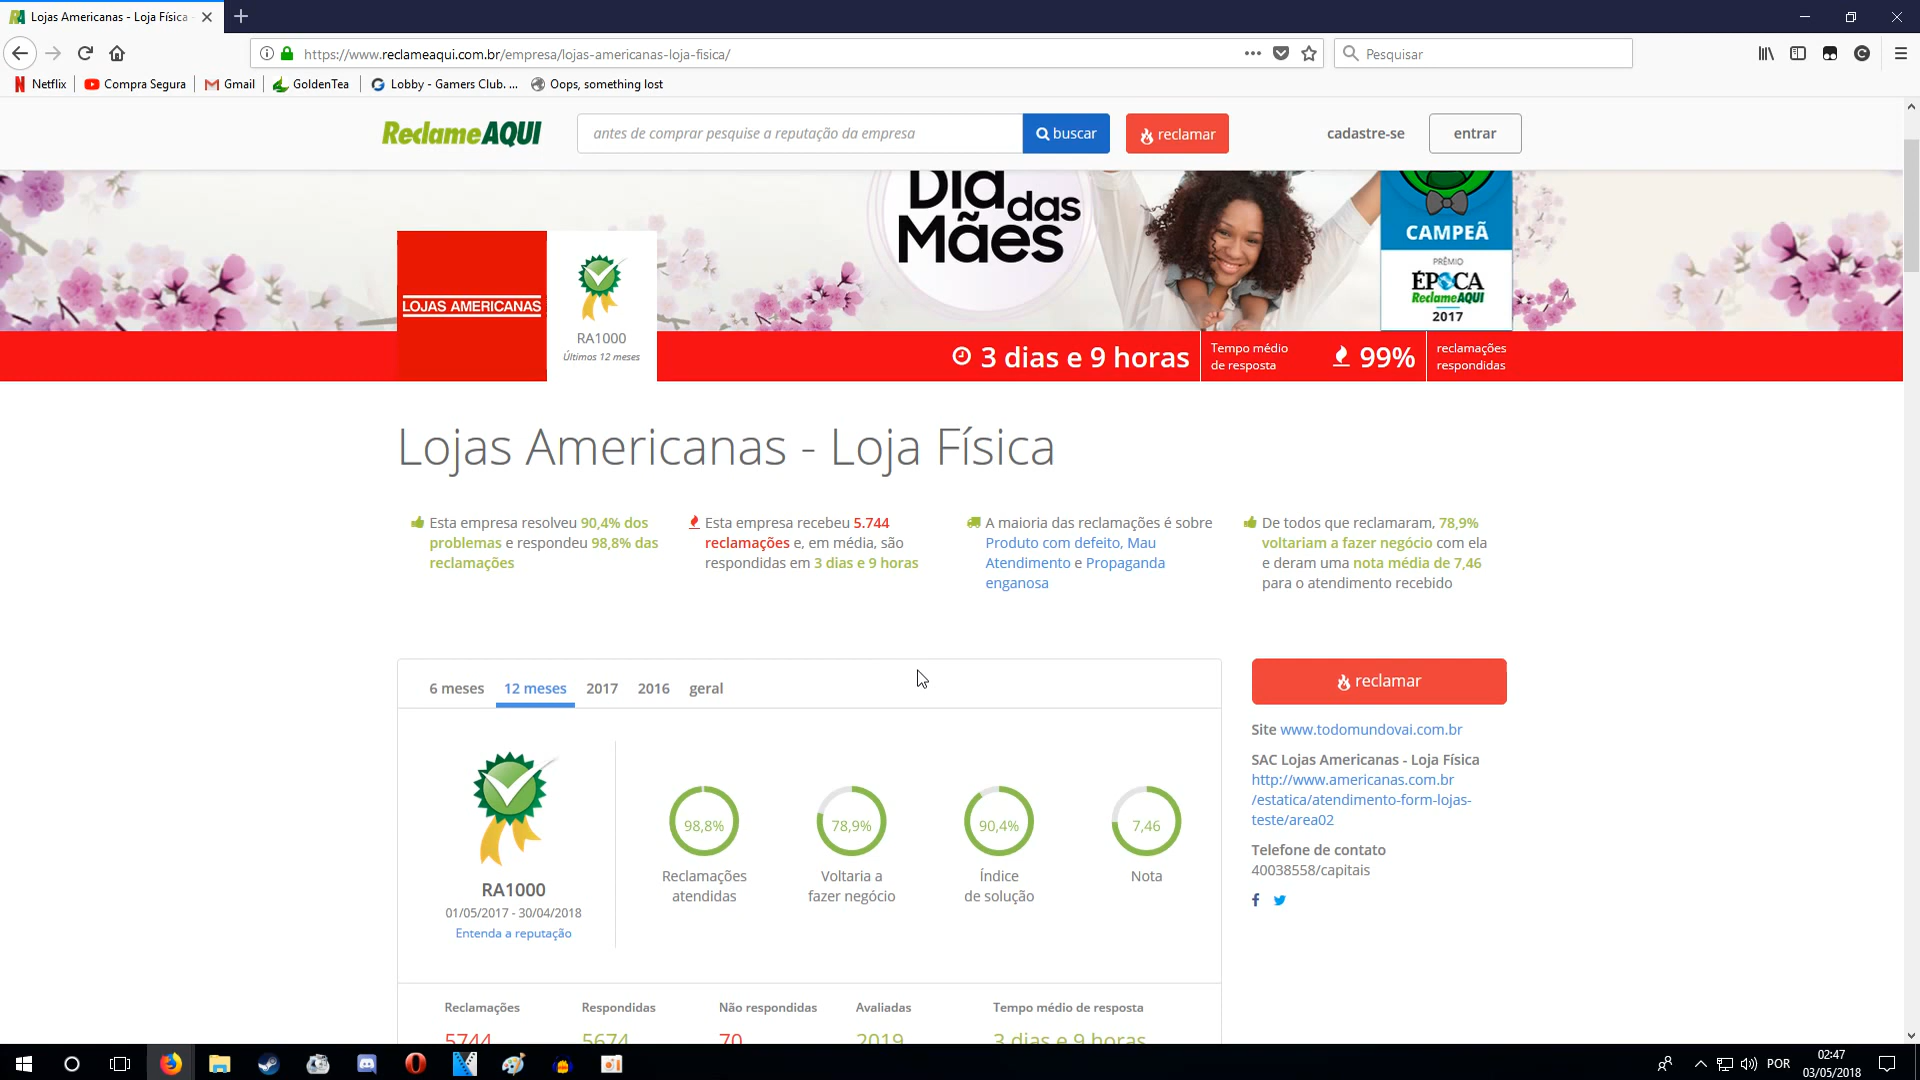 Lojas Americanas - Loja Física
https://www.reclameaqui.com.br/empresa/lojas-americanas-loja-fisica/
Pesquisar
Netflix
Compra Segura
Gmail
GoldenTea
Lobby - Gamers Club. ...
Oops, something lost
ReclameAQUI
antes de comprar pesquise a reputação da empresa
buscar
reclamar
cadastre-se
entrar
Dia das
Mães
CAMPEÃ
PRÊMIO
ÉPOCA
ReclameAQUI
2017
LOJAS AMERICANAS
RA1000
Últimos 12 meses
3 dias e 9 horas
Tempo médio
de resposta
99%
reclamações
respondidas
Lojas Americanas - Loja Física
Esta empresa resolveu 90,4% dos
problemas e respondeu 98,8% das
reclamações
Esta empresa recebeu 5.744
reclamações e, em média, são
respondidas em 3 dias e 9 horas
A maioria das reclamações é sobre
Produto com defeito, Mau
Atendimento e Propaganda
enganosa
De todos que reclamaram, 78,9%
voltariam a fazer negócio com ela
e deram uma nota média de 7,46
para o atendimento recebido
6 meses
12 meses
2017
2016
geral
RA1000
01/05/2017 - 30/04/2018
Entenda a reputação
98,8%
Reclamações
atendidas
78,9%
Voltaria a
fazer negócio
90,4%
Índice
de solução
7,46
Nota
reclamar
Site www.todomundovai.com.br
SAC Lojas Americanas - Loja Física
http://www.americanas.com.br
/estatica/atendimento-form-lojas-
teste/area02
Telefone de contato
40038558/capitais
Reclamações
Respondidas
Não respondidas
Avaliadas
Tempo médio de resposta
5744
5674
70
2019
3 dias e 9 horas
POR
02:47
03/05/2018